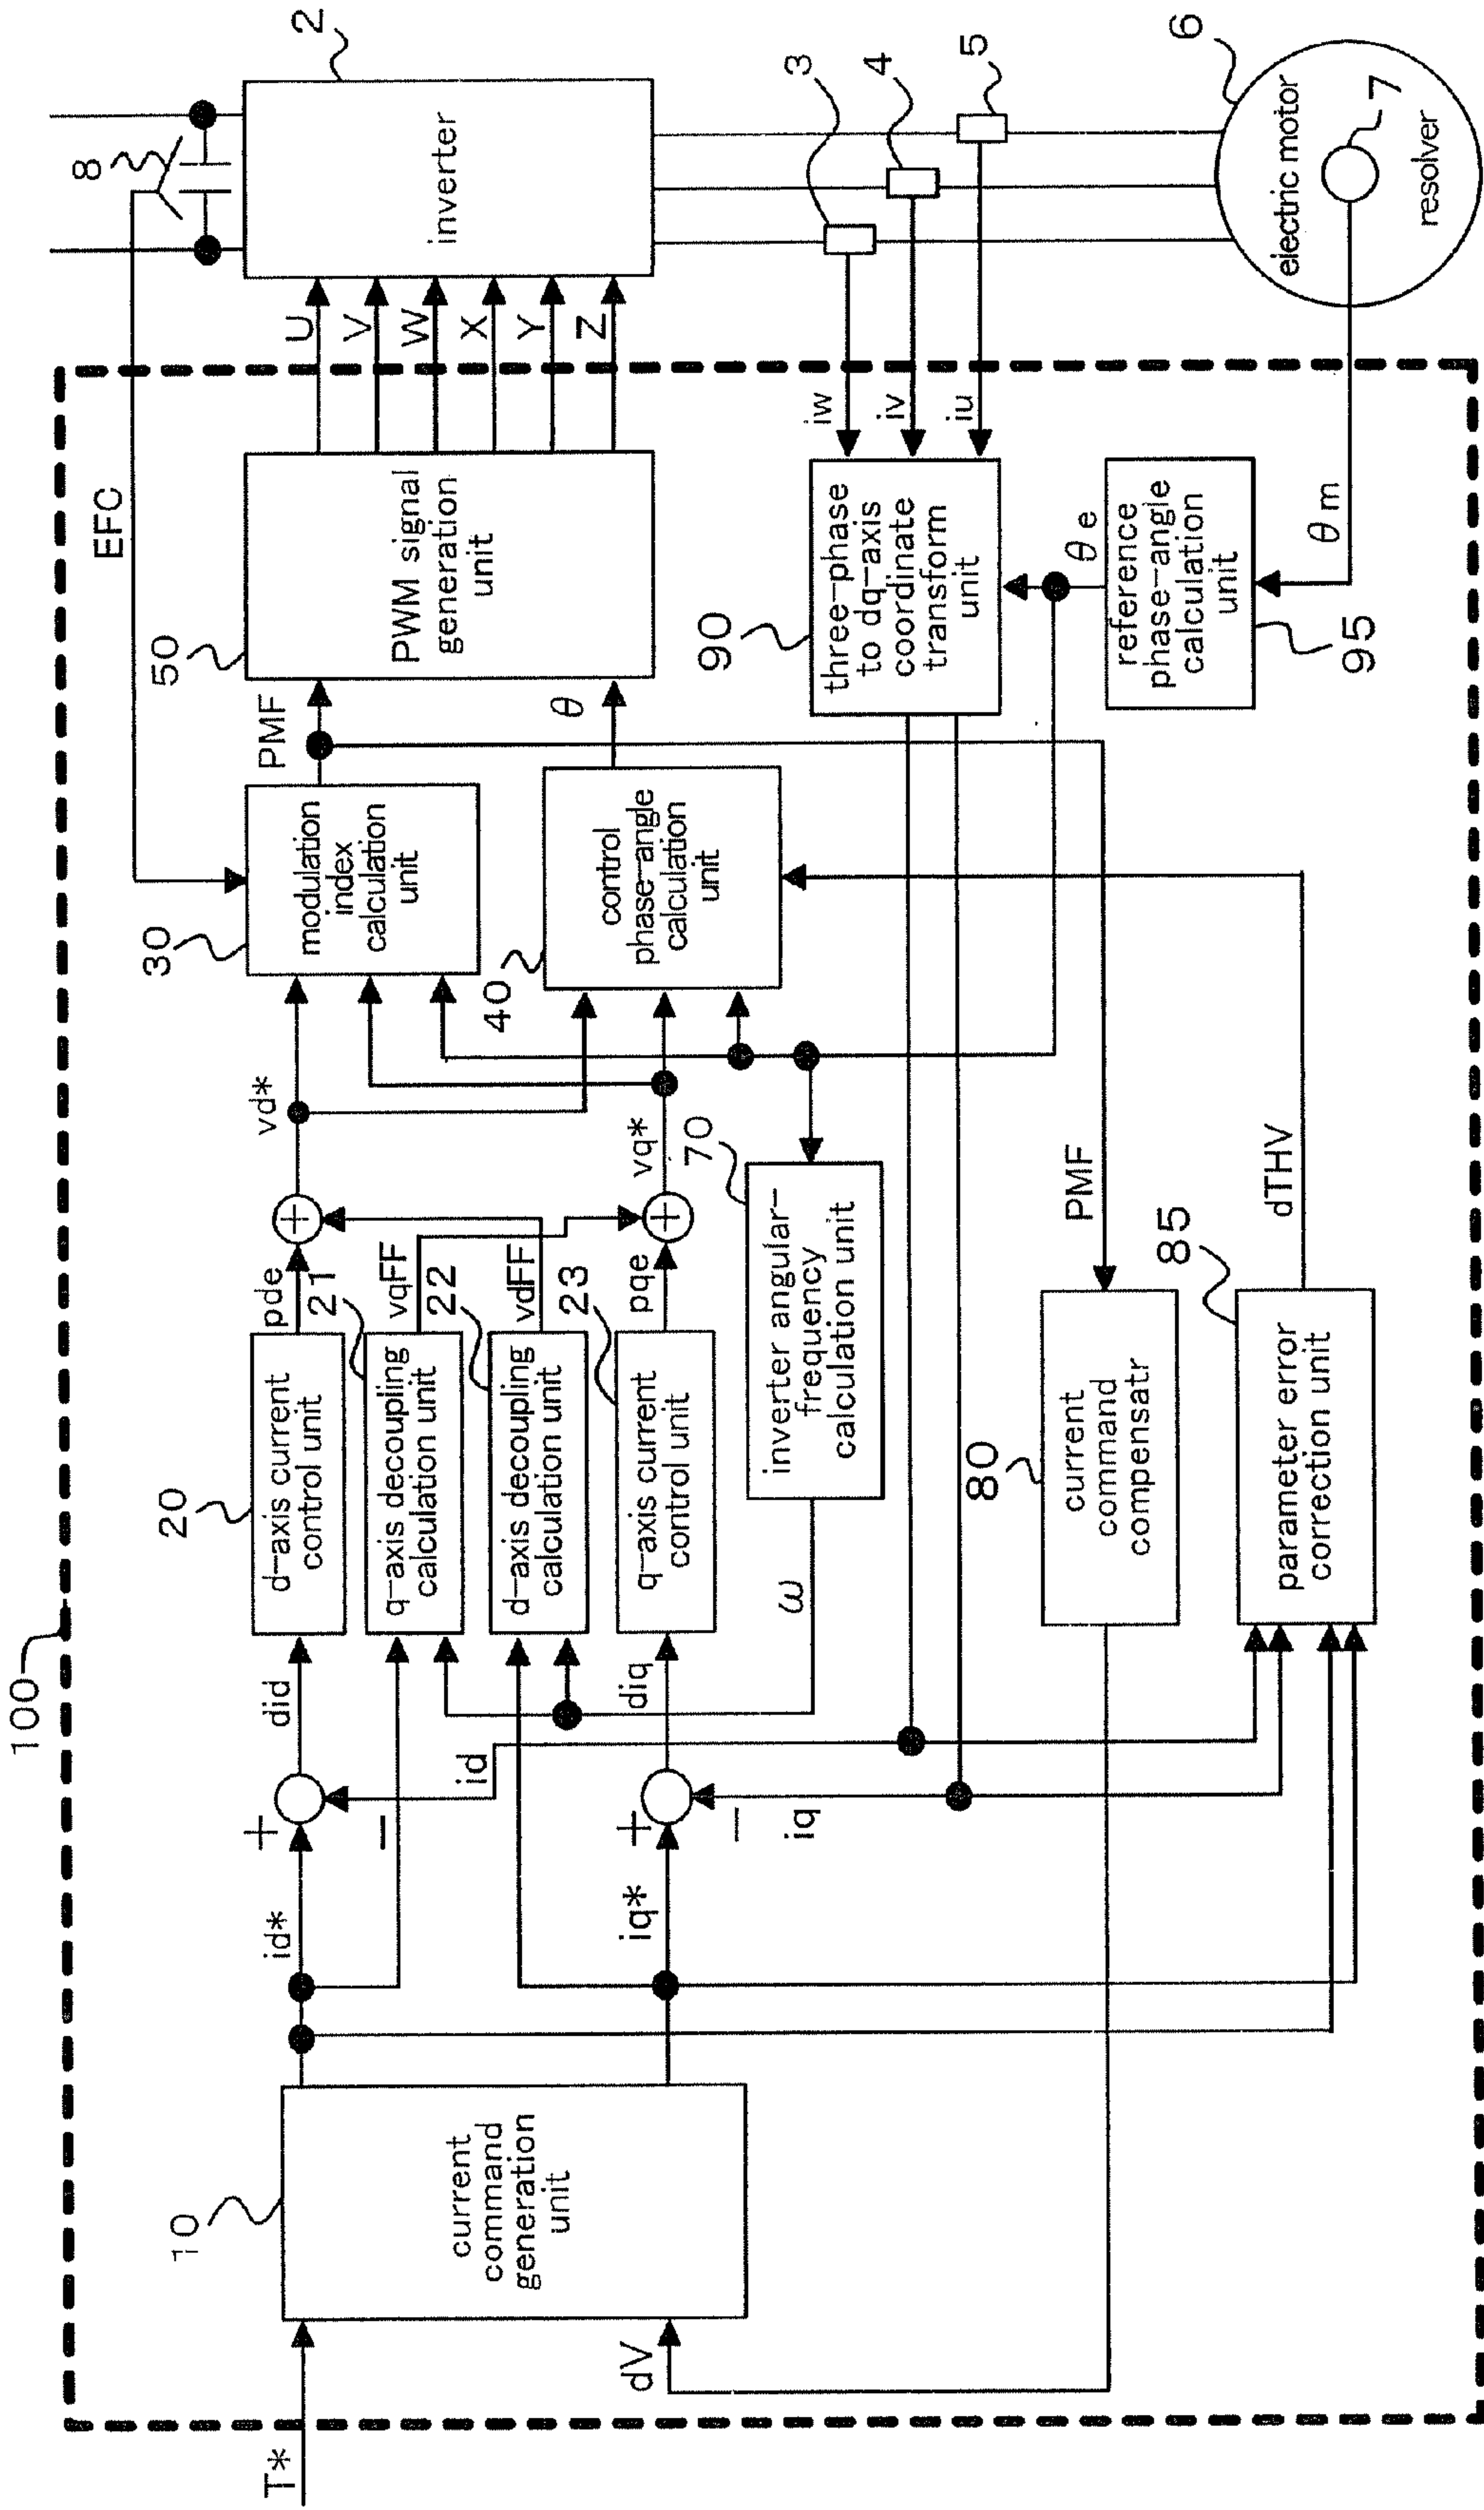 100
T*
10
current
command
generation
unit
dV
id*
iq*
+
−
+
−
id
iq
did
diq
20
d-axis current
control unit
21
q-axis decoupling
calculation unit
22
d-axis decoupling
calculation unit
23
q-axis current
control unit
pde
vqFF
vdFF
pqe
+
+
vd*
vq*
ω
70
inverter angular-
frequency
calculation unit
80
current
command
compensatr
PMF
85
parameter error
correction unit
dTHV
30
modulation
index
calculation
unit
40
control
phase-angle
calculation
unit
EFC
PMF
θ
50
PWM signal
generation
unit
90
three-phase
to dq-axis
coordinate
transform
unit
θe
reference
phase-angle
calculation
unit
95
θm
U
V
W
X
Y
Z
iw
iv
iu
8
2
inverter
3
4
5
6
electric motor
7
resolver